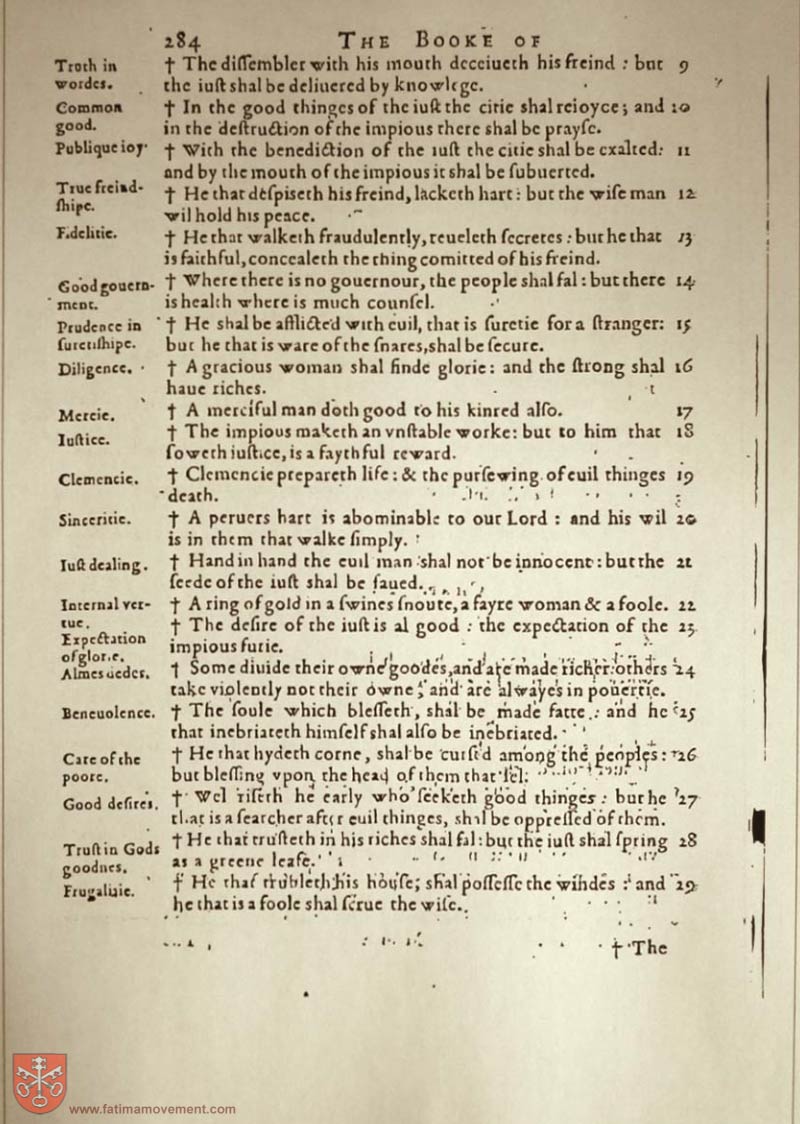 284 THE BOOKE OF
Troth in
wordes.
† The diſſembler with his mouth deceiueth his freind : but 9
the iuſt shal be deliuered by knowlege.
Common
good.
† In the good thinges of the iuſt the citie shal reioyce; and 10
in the deſtruction of the impious there shal be prayſe.
Publique ioy.
† With the benediction of the iuſt the citie shal be exalted: 11
and by the mouth of the impious it shal be ſubuerted.
True freind-
ſhipe.
† He that deſpiseth his freind, lacketh hart : but the wiſe man 12
wil hold his peace.
Fidelitie.
† He that walketh fraudulently, reueleth ſecretes : but he that 13
is faithful, concealeth the thing comitted of his freind.
Good gouern-
ment.
† Where there is no gouernour, the people shal fal : but there 14
is health where is much counſel.
Prudence in
ſuretiſhipe.
† He shal be afflicted with euil, that is ſuretie for a ſtranger: 15
but he that is ware of the ſnares, shal be ſecure.
Diligence.
† A gracious woman shal finde glorie : and the ſtrong shal 16
haue riches.
Mercie.
† A merciful man doth good to his kinred alſo. 17
Iuſtice.
† The impious maketh an vnſtable worke : but to him that 18
ſoweth iuſtice, is a faythful reward.
Clemencie.
† Clemencie prepareth life : & the purſewing of euil thinges 19
death.
Sinceritie.
† A peruers hart is abominable to our Lord : and his wil 20
is in them that walke ſimply.
Iuſt dealing.
† Hand in hand the euil man shal not be innocent : but the 21
ſeede of the iuſt shal be ſaued.
Internal ver-
tue.
† A ring of gold in a ſwines ſnoute, a fayre woman & a foole. 22
Expectation
of glorie.
† The deſire of the iuſt is al good : the expectation of the 23
impious furie.
Almesdedes.
† Some diuide their owne goodes, and are made richer: others 24
take violently not their owne, and are alwayes in pouertie.
Beneuolence.
† The ſoule which bleſſeth, shal be made fatte : and he 25
that inebriateth himſelf shal alſo be inebriated.
Care of the
poore.
† He that hydeth corne, shal be curſed among the peoples : 26
but bleſſing vpon the head of them that ſel.
Good deſires.
† Wel riſeth he early who ſeeketh good thinges : but he 27
that is a ſearcher after euil thinges, shal be oppreſſed of them.
Truſt in Gods
goodnes.
† He that truſteth in his riches shal fal : but the iuſt shal ſpring 28
as a greene leafe.
Frugalitie.
† He that trubleth his houſe, shal poſſeſſe the windes : and 29
he that is a foole shal ſerue the wiſe.
† The
www.fatimamovement.com